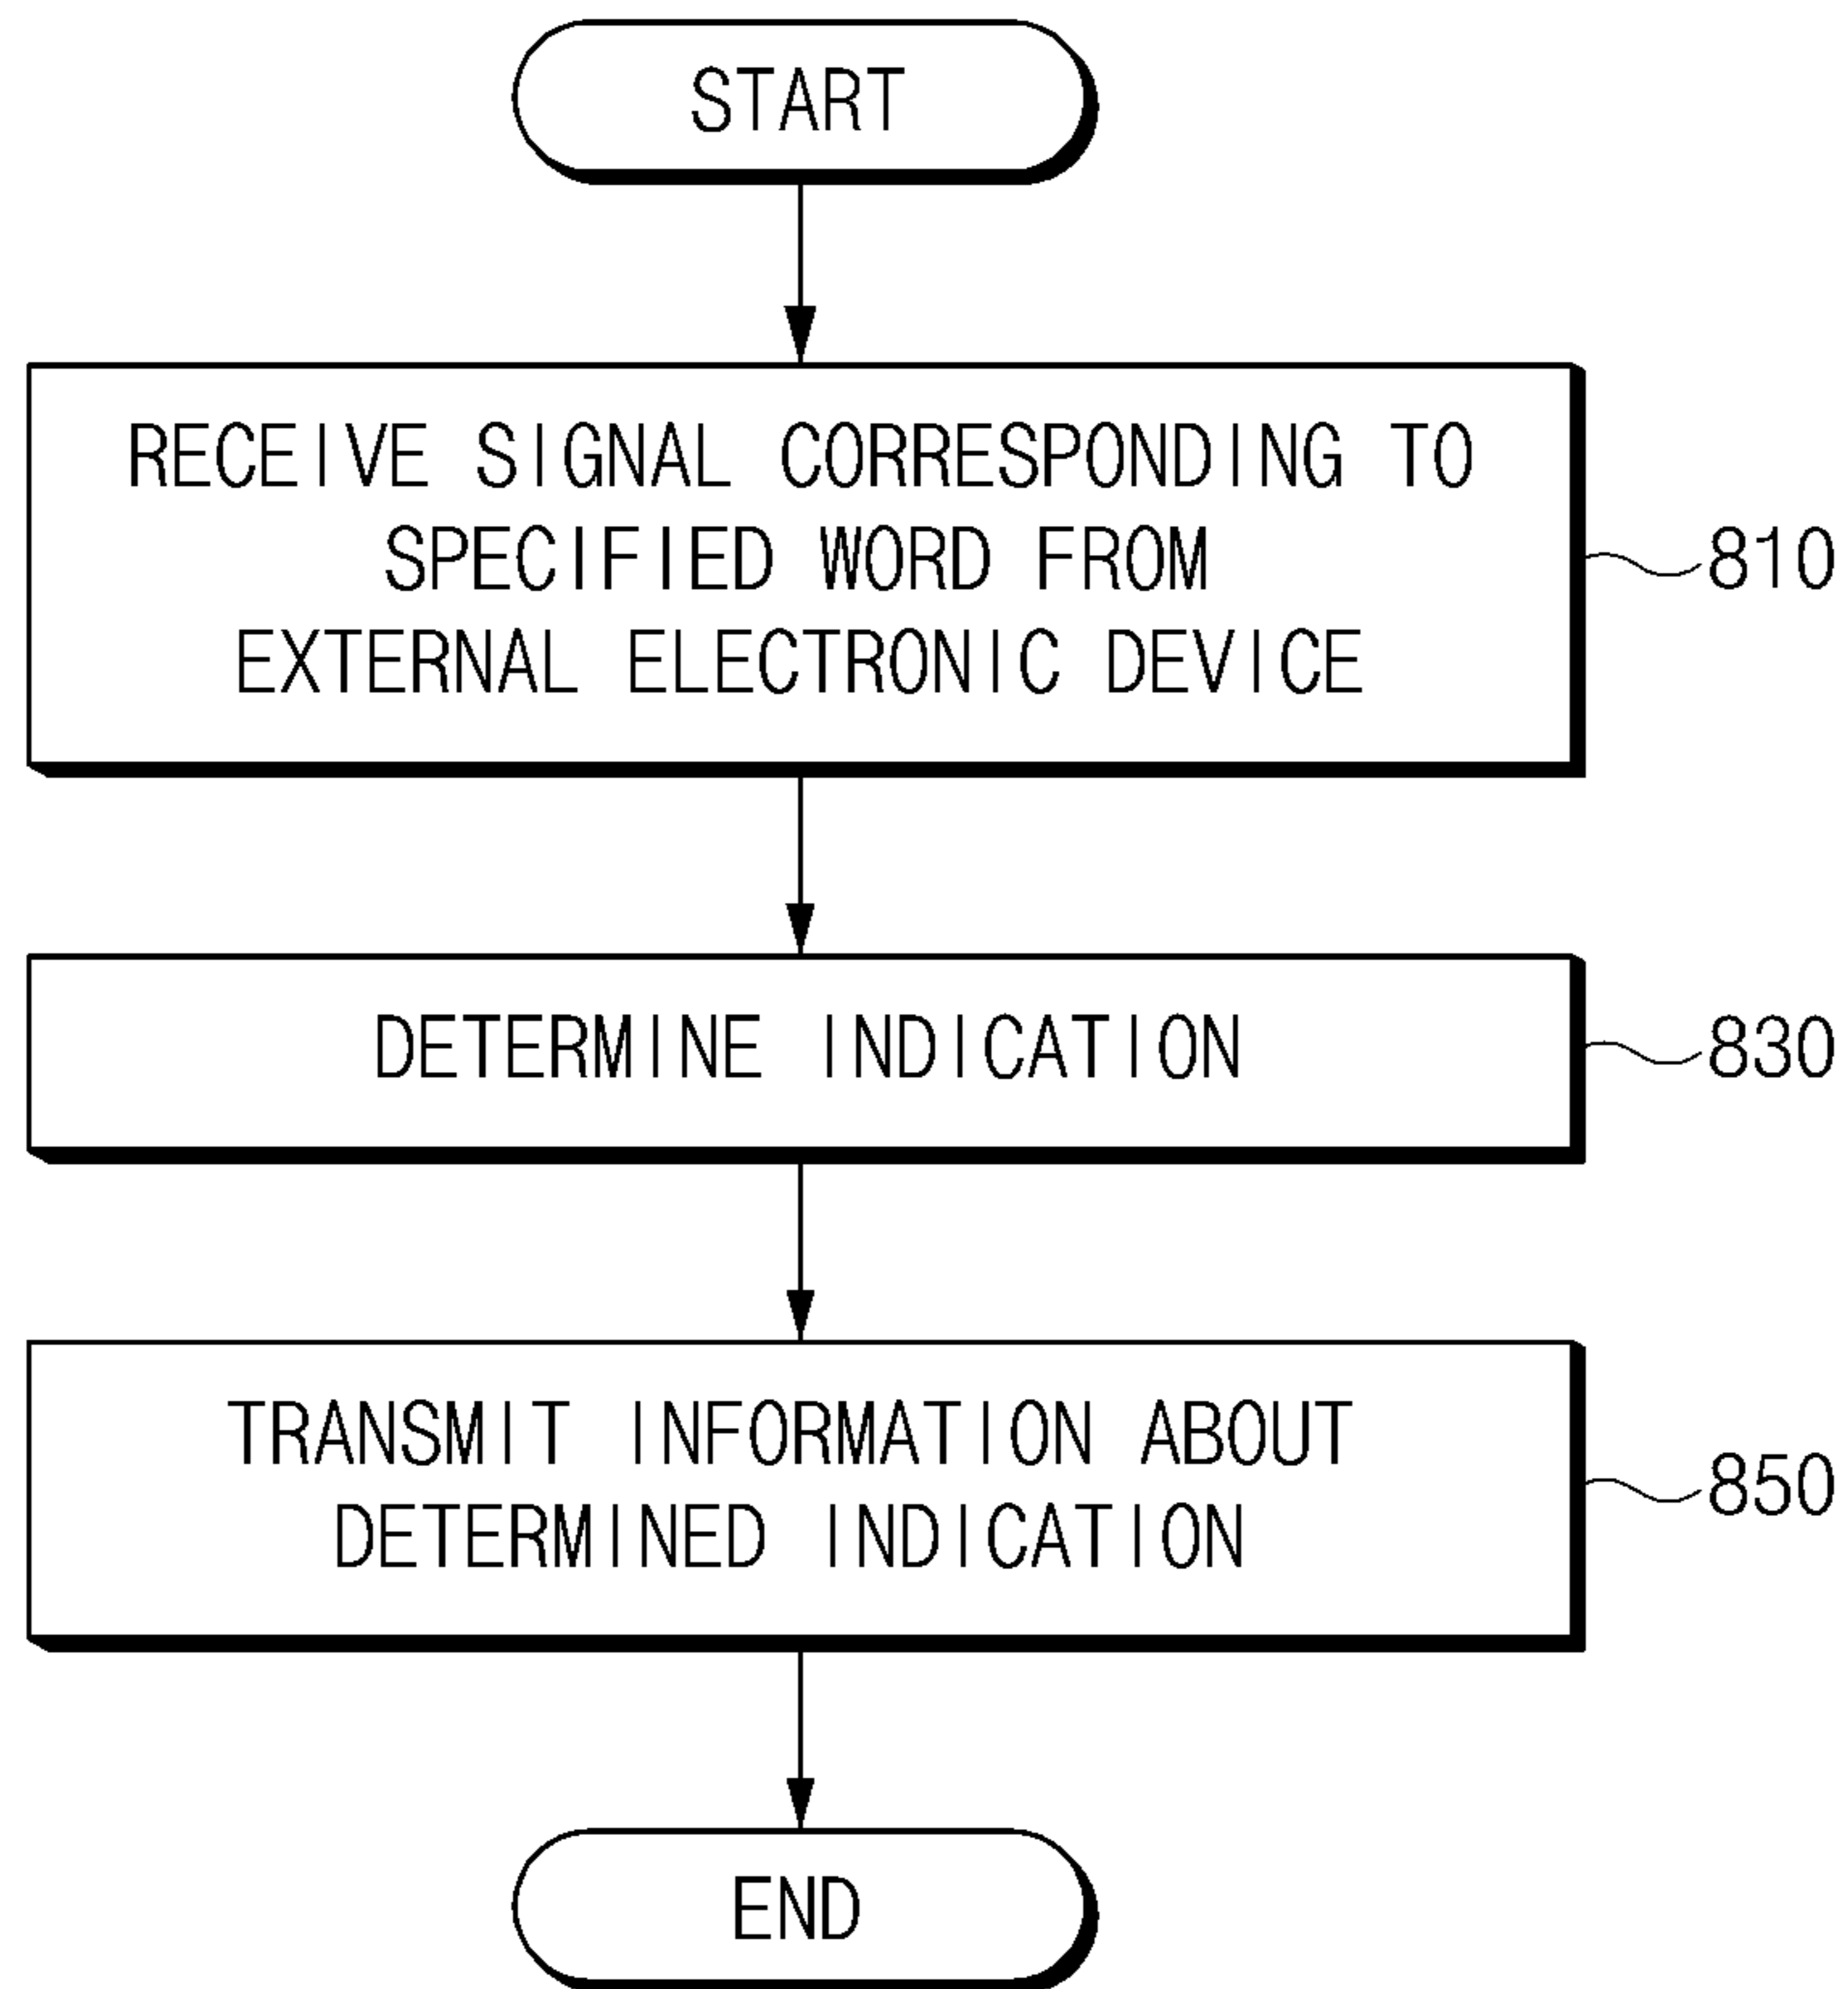 START
RECEIVE SIGNAL CORRESPONDING TO
SPECIFIED WORD FROM
EXTERNAL ELECTRONIC DEVICE
810
DETERMINE INDICATION
830
TRANSMIT INFORMATION ABOUT
DETERMINED INDICATION
850
END